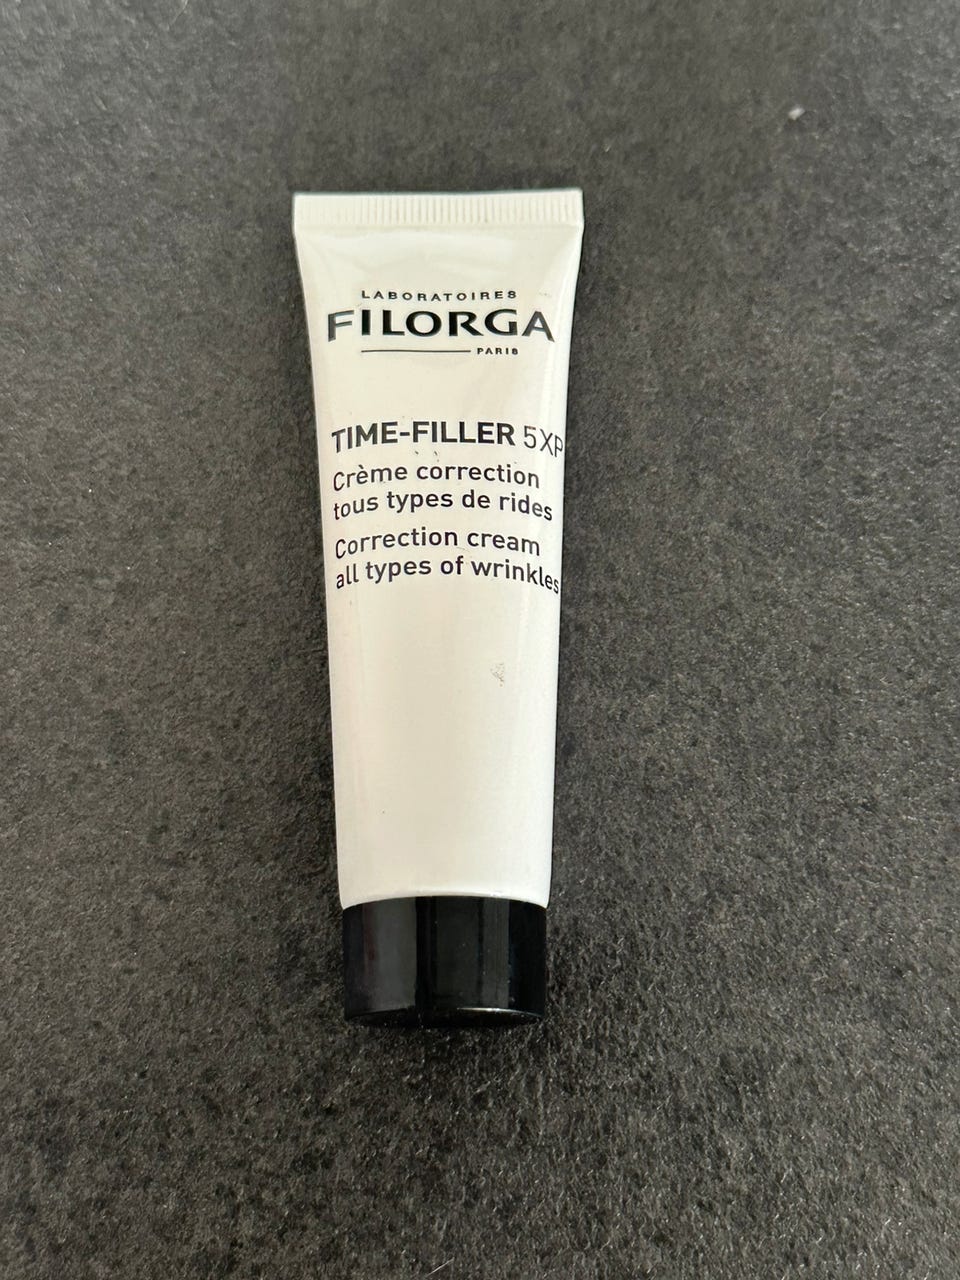 LABORATOIRES
FILORGA
PARIS
TIME-FILLER 5XP
Crème correction
tous types de rides
Correction cream
all types of wrinkles